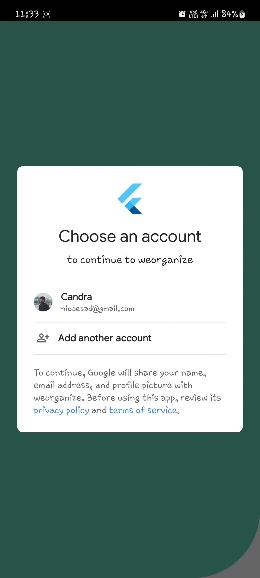 11:33
84%
Choose an account
to continue to weorganize
Candra
niccesad@gmail.com
Add another account
To continue, Google will share your name,
email address, and profile picture with
weorganize. Before using this app, review its
privacy policy and terms of service.